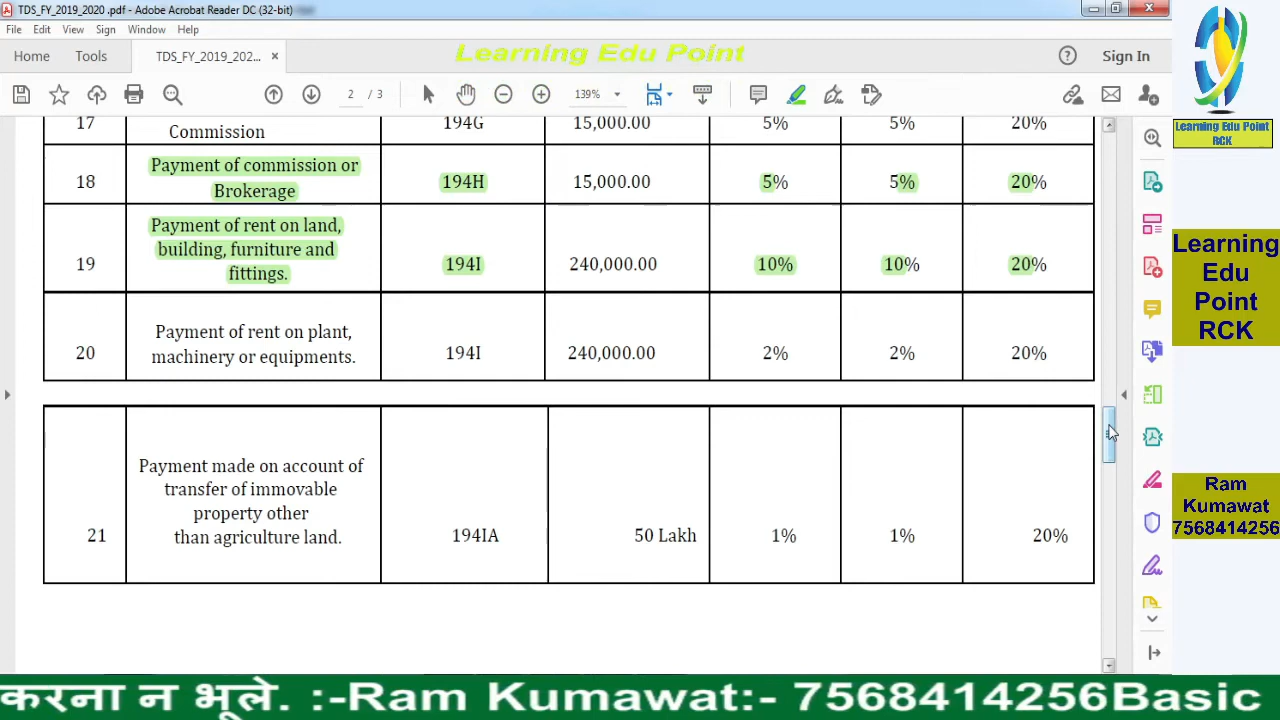 TDS_FY_2019_2020 .pdf - Adobe Acrobat Reader DC (32-bit)
File Edit View Sign Window Help
Home Tools TDS_FY_2019_202... × Learning Edu Point Sign In
2 / 3 139%
17 Commission 194G 15,000.00 5% 5% 20%
Payment of commission or
18 Brokerage 194H 15,000.00 5% 5% 20%
Payment of rent on land,
building, furniture and
19 fittings. 194I 240,000.00 10% 10% 20%
Payment of rent on plant,
20 machinery or equipments. 194I 240,000.00 2% 2% 20%
Payment made on account of
transfer of immovable
property other
21 than agriculture land. 194IA 50 Lakh 1% 1% 20%
Learning Edu Point
RCK
Learning
Edu
Point
RCK
Ram
Kumawat
7568414256
करना न भूले. :-Ram Kumawat:- 7568414256Basic